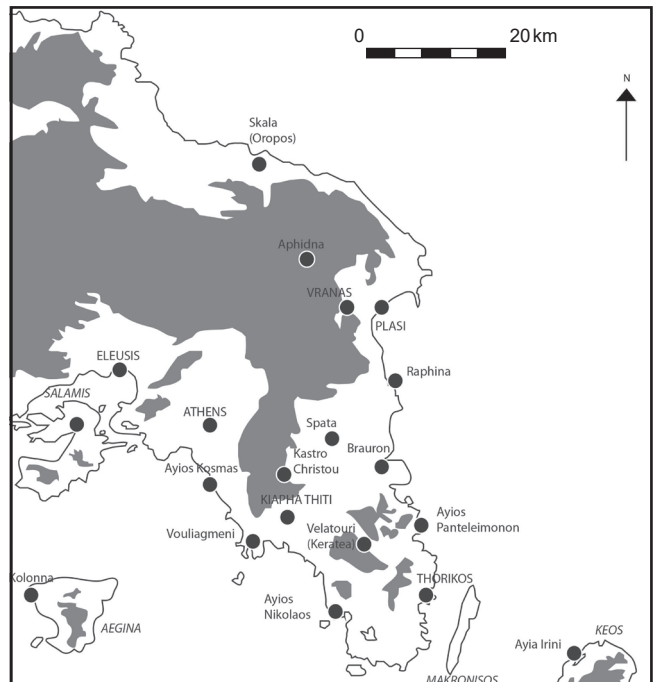 0 20 km
N
Skala
(Oropos)
Aphidna
VRANAS
PLASI
ELEUSIS
Raphina
SALAMIS
ATHENS
Spata
Brauron
Kastro
Christou
Ayios Kosmas
KIAPHA THITI
Ayios
Panteleimonon
Vouliagmeni
Velatouri
(Keratea)
Kolonna
THORIKOS
Ayios
Nikolaos
AEGINA
KEOS
Ayia Irini
MAKRONISOS